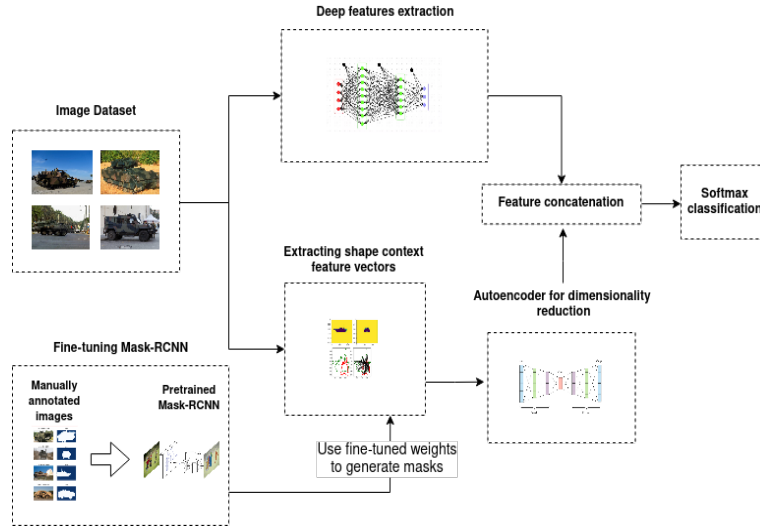 Deep features extraction
Image Dataset
Feature concatenation
Softmax
classification
Extracting shape context
feature vectors
Autoencoder for dimensionality
reduction
Fine-tuning Mask-RCNN
Manually
annotated
images
Pretrained
Mask-RCNN
Use fine-tuned weights
to generate masks